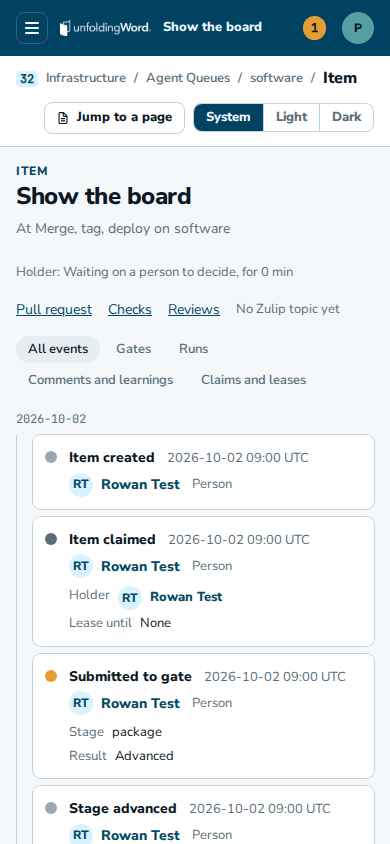 unfoldingWord. Show the board 1 P
32 Infrastructure / Agent Queues / software / Item
Jump to a page System Light Dark
ITEM
Show the board
At Merge, tag, deploy on software
Holder: Waiting on a person to decide, for 0 min
Pull request Checks Reviews No Zulip topic yet
All events Gates Runs
Comments and learnings Claims and leases
2026-10-02
Item created 2026-10-02 09:00 UTC
RT Rowan Test Person
Item claimed 2026-10-02 09:00 UTC
RT Rowan Test Person
Holder RT Rowan Test
Lease until None
Submitted to gate 2026-10-02 09:00 UTC
RT Rowan Test Person
Stage package
Result Advanced
Stage advanced 2026-10-02 09:00 UTC
RT Rowan Test Person